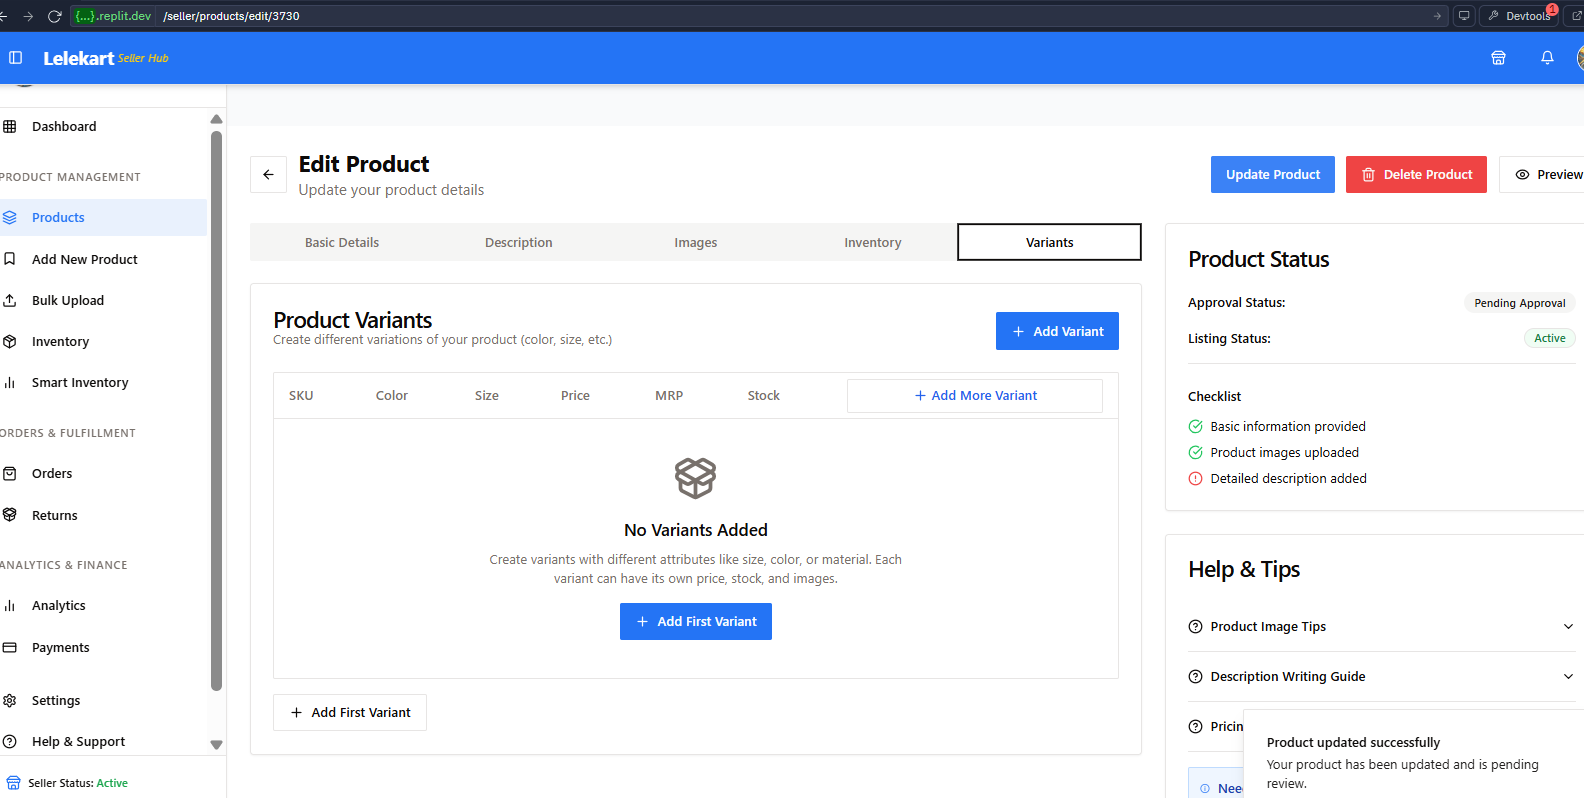 {...}.replit.dev /seller/products/edit/3730
Devtools 1
Lelekart Seller Hub
Dashboard
PRODUCT MANAGEMENT
Products
Add New Product
Bulk Upload
Inventory
Smart Inventory
ORDERS & FULFILLMENT
Orders
Returns
ANALYTICS & FINANCE
Analytics
Payments
Settings
Help & Support
Seller Status: Active
Edit Product
Update your product details
Update Product
Delete Product
Preview
Basic Details
Description
Images
Inventory
Variants
Product Variants
Create different variations of your product (color, size, etc.)
Add Variant
SKU Color Size Price MRP Stock
Add More Variant
No Variants Added
Create variants with different attributes like size, color, or material. Each
variant can have its own price, stock, and images.
Add First Variant
Add First Variant
Product Status
Approval Status: Pending Approval
Listing Status: Active
Checklist
Basic information provided
Product images uploaded
Detailed description added
Help & Tips
Product Image Tips
Description Writing Guide
Pricin
Nee
Product updated successfully
Your product has been updated and is pending
review.